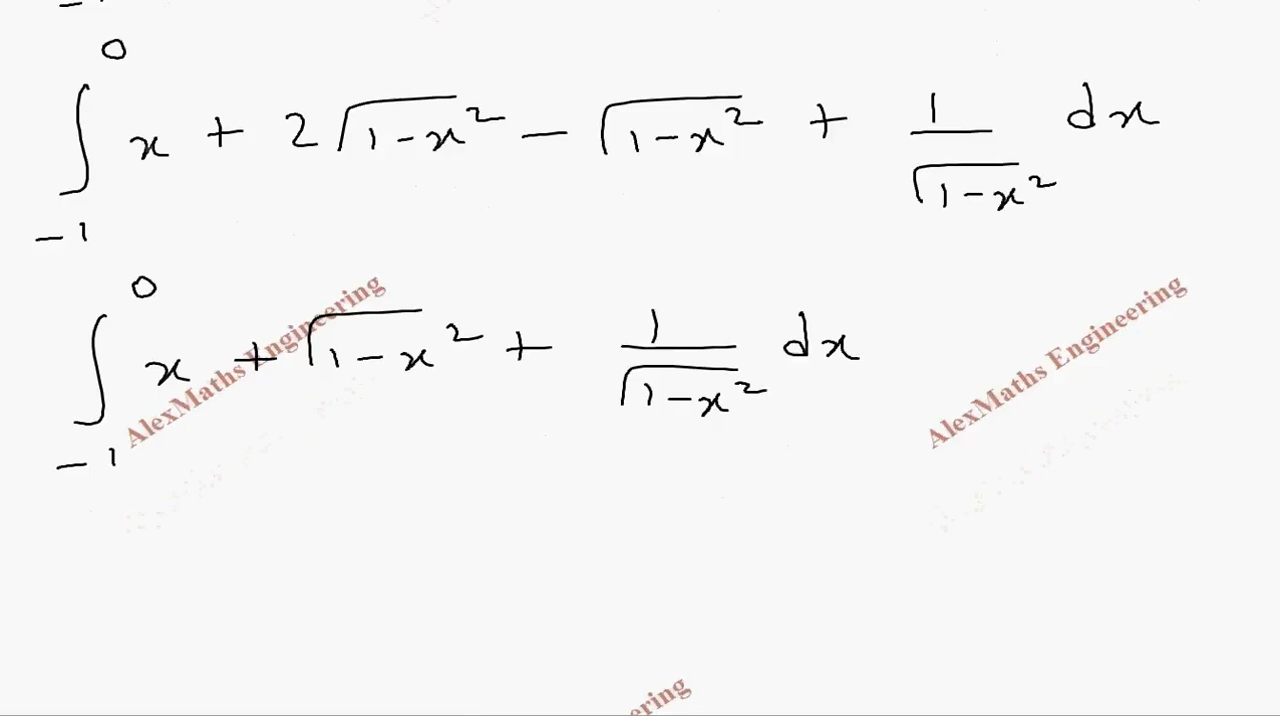 ∫_{-1}^{0} x + 2√(1-x²) - √(1-x²) + 1/√(1-x²) dx
∫_{-1}^{0} x + √(1-x²) + 1/√(1-x²) dx
AlexMaths Engineering
AlexMaths Engineering
ering